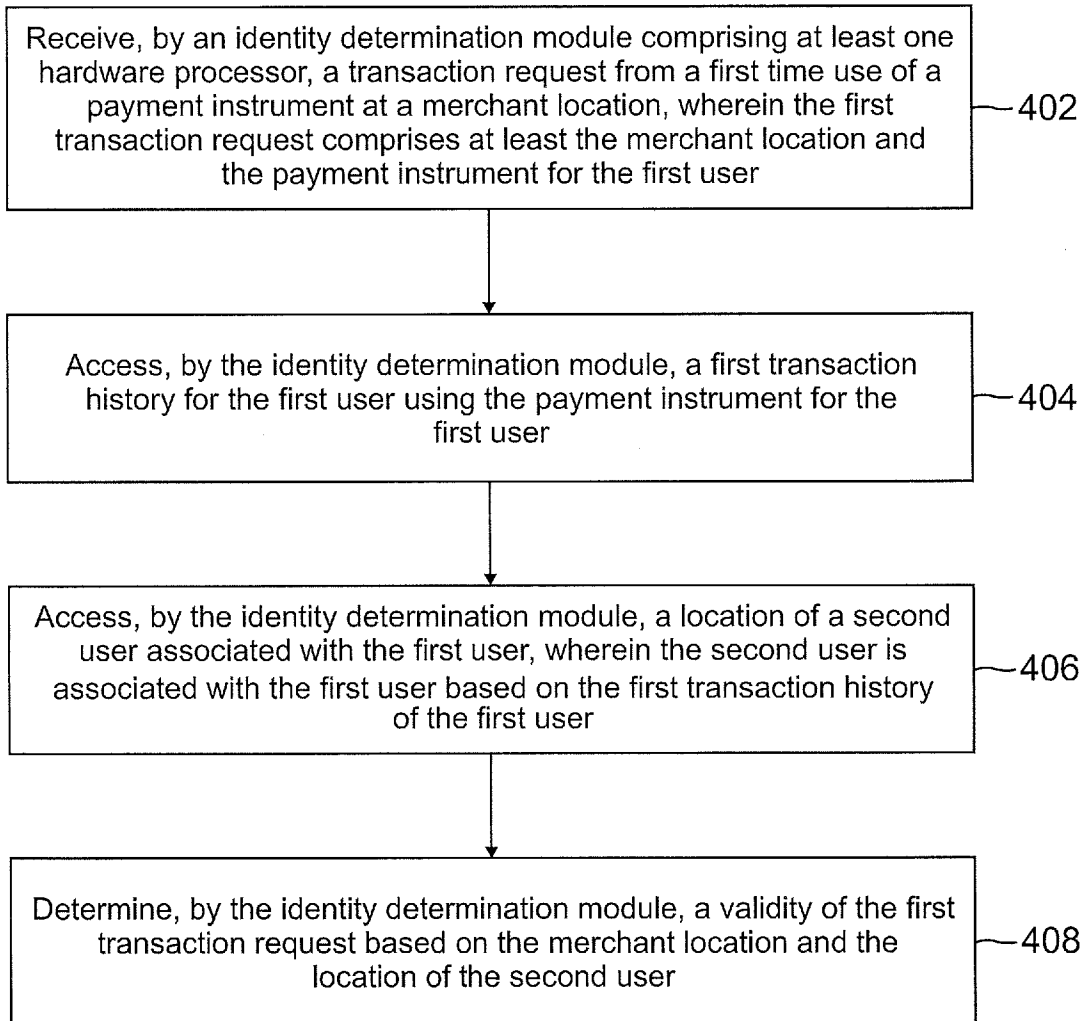 Receive, by an identity determination module comprising at least one
hardware processor, a transaction request from a first time use of a
payment instrument at a merchant location, wherein the first
transaction request comprises at least the merchant location and
the payment instrument for the first user
402
Access, by the identity determination module, a first transaction
history for the first user using the payment instrument for the
first user
404
Access, by the identity determination module, a location of a second
user associated with the first user, wherein the second user is
associated with the first user based on the first transaction history
of the first user
406
Determine, by the identity determination module, a validity of the first
transaction request based on the merchant location and the
location of the second user
408